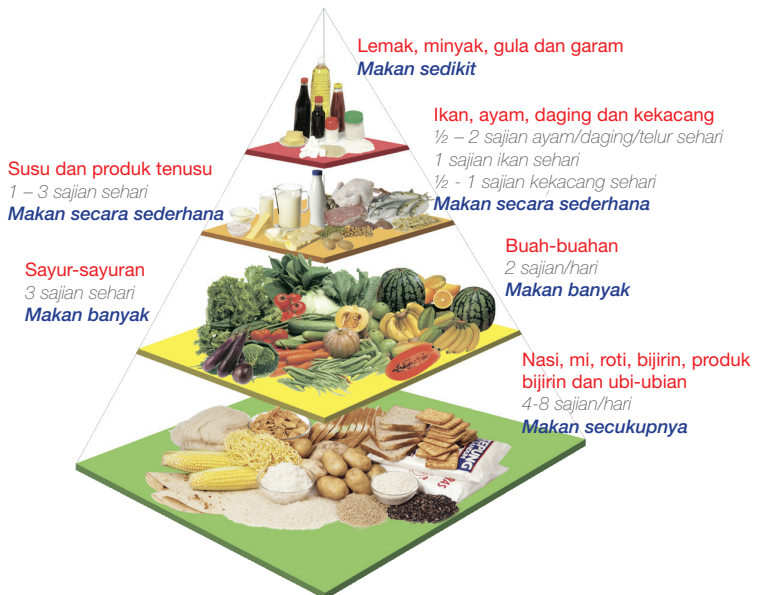 Lemak, minyak, gula dan garam
Makan sedikit
Ikan, ayam, daging dan kekacang
½ – 2 sajian ayam/daging/telur sehari
1 sajian ikan sehari
½ - 1 sajian kekacang sehari
Makan secara sederhana
Susu dan produk tenusu
1 – 3 sajian sehari
Makan secara sederhana
Buah-buahan
2 sajian/hari
Makan banyak
Sayur-sayuran
3 sajian sehari
Makan banyak
Nasi, mi, roti, bijirin, produk
bijirin dan ubi-ubian
4-8 sajian/hari
Makan secukupnya
TEPUNG